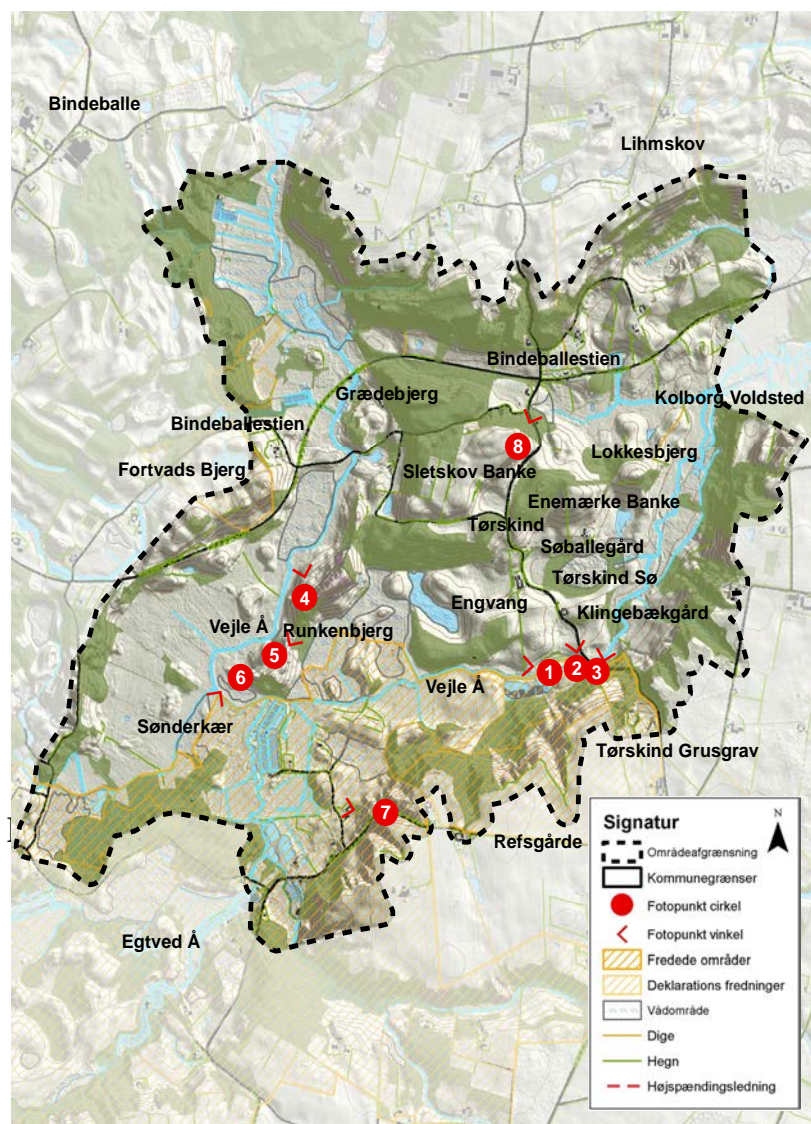 Bindeballe
Lihmskov
Bindeballestien
Grædebjerg
Kolborg Voldsted
Bindeballestien
8
Lokkesbjerg
Fortvads Bjerg
Sletskov Banke
Enemærke Banke
Tørskind
Søballegård
Tørskind Sø
4
Engvang
Klingebækgård
Vejle Å
Runkenbjerg
5
6
Vejle Å
1
2
3
Sønderkær
Tørskind Grusgrav
7
Refsgårde
Egtved Å
Signatur
N
Områdeafgrænsning
Kommunegrænser
Fotopunkt cirkel
Fotopunkt vinkel
Fredede områder
Deklarations fredninger
Vådområde
Dige
Hegn
Højspændingsledning